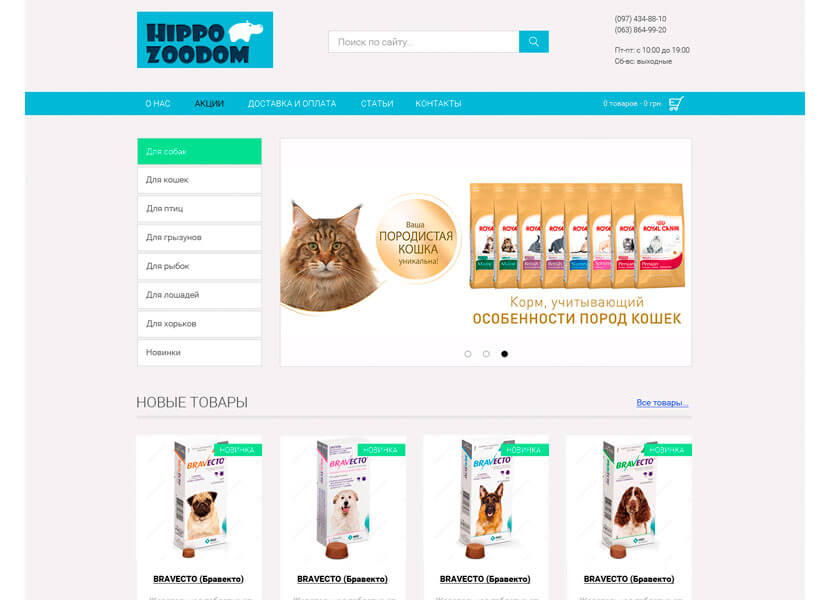 HIPPO
ZOODOM
Поиск по сайту...
(097) 434-88-10
(063) 864-99-20
Пт-пт: с 10:00 до 19:00
Сб-вс: выходные
О НАС АКЦИИ ДОСТАВКА И ОПЛАТА СТАТЬИ КОНТАКТЫ 0 товаров - 0 грн
Для собак
Для кошек
Для птиц
Для грызунов
Для рыбок
Для лошадей
Для хорьков
Новинки
Ваша
ПОРОДИСТАЯ
КОШКА
уникальна!
ROYAL CANIN
Persian
Корм, учитывающий
ОСОБЕННОСТИ ПОРОД КОШЕК
НОВЫЕ ТОВАРЫ Все товары...
НОВИНКА НОВИНКА НОВИНКА НОВИНКА
BRAVECTO BRAVECTO BRAVECTO BRAVECTO
BRAVECTO (Бравекто) BRAVECTO (Бравекто) BRAVECTO (Бравекто) BRAVECTO (Бравекто)